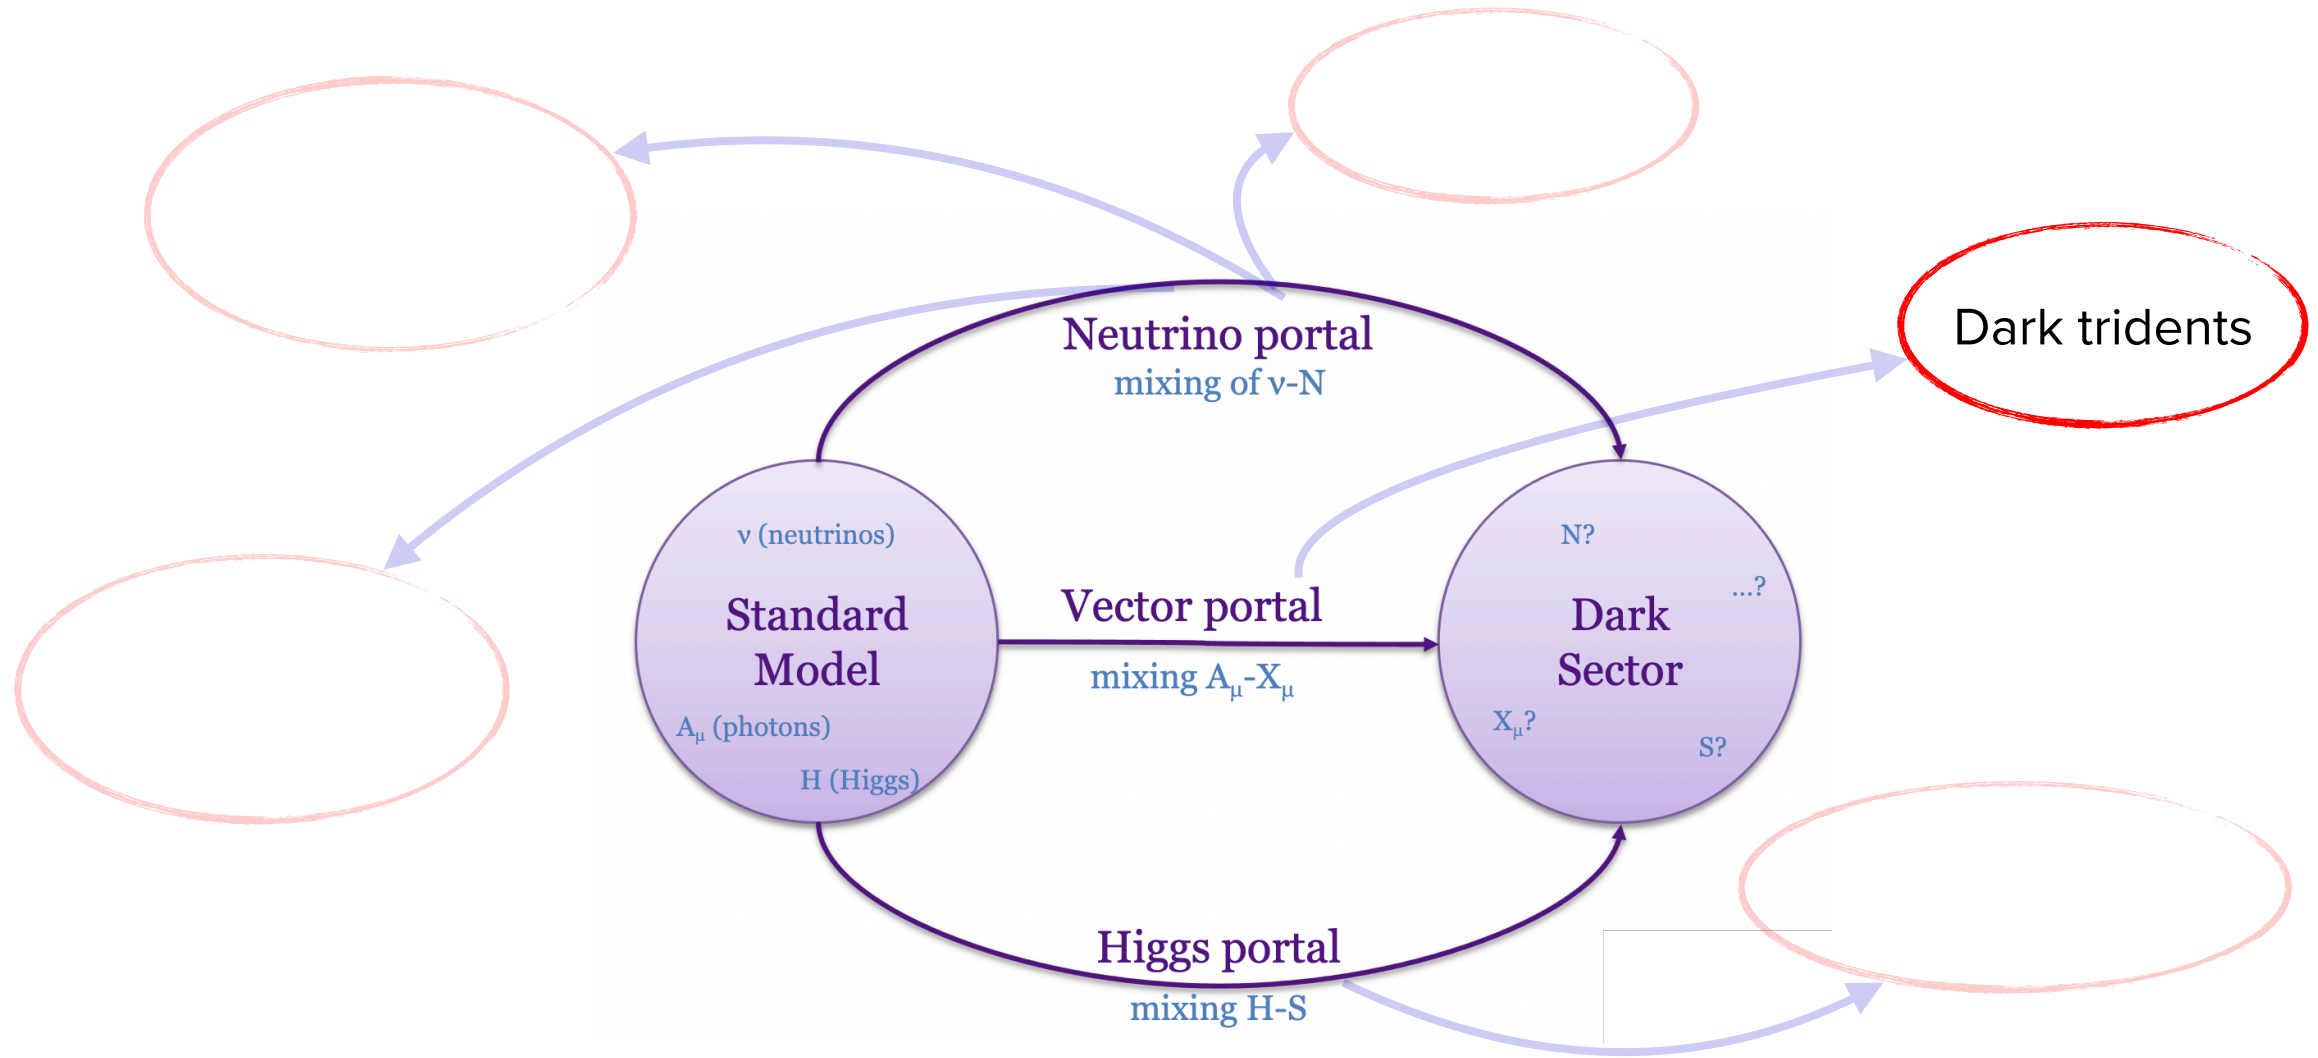 Dark tridents
Neutrino portal
mixing of ν-N
ν (neutrinos)
Standard
Model
Aμ (photons)
H (Higgs)
Vector portal
mixing Aμ-Xμ
N?
...?
Dark
Sector
Xμ?
S?
Higgs portal
mixing H-S